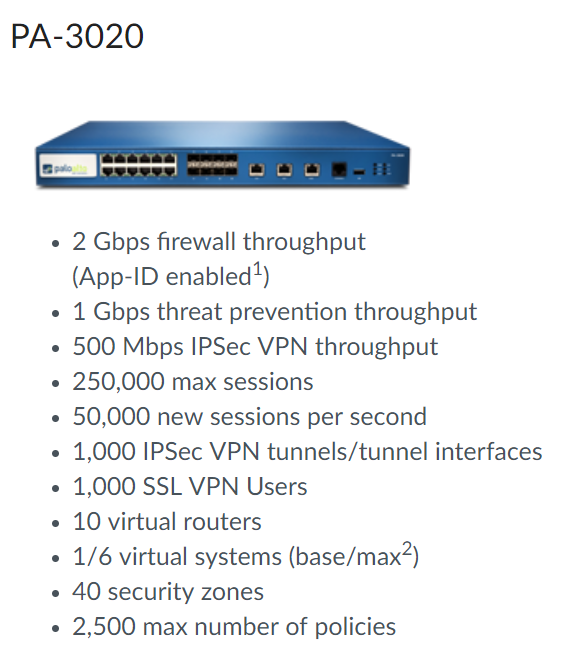 PA-3020
paloalto
• 2 Gbps firewall throughput
(App-ID enabled¹)
• 1 Gbps threat prevention throughput
• 500 Mbps IPSec VPN throughput
• 250,000 max sessions
• 50,000 new sessions per second
• 1,000 IPSec VPN tunnels/tunnel interfaces
• 1,000 SSL VPN Users
• 10 virtual routers
• 1/6 virtual systems (base/max²)
• 40 security zones
• 2,500 max number of policies